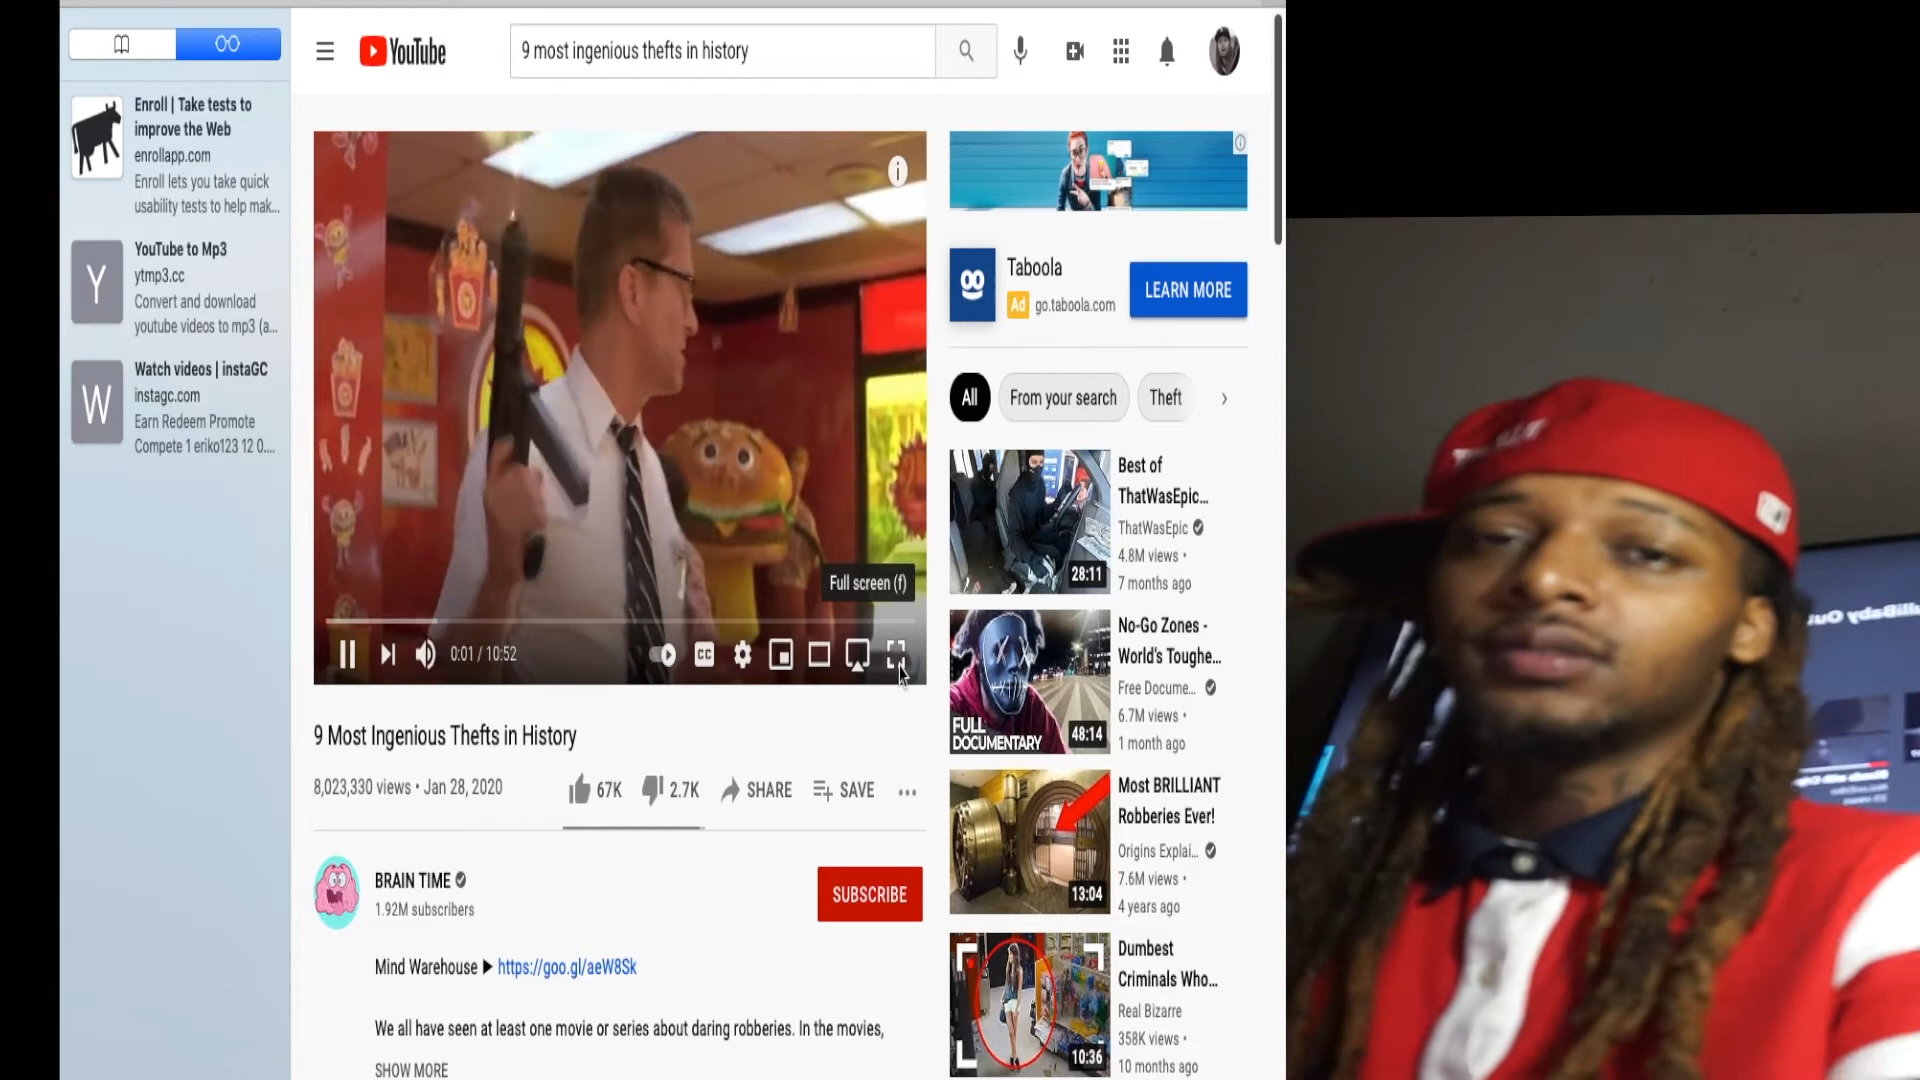 YouTube
9 most ingenious thefts in history
Enroll | Take tests to
improve the Web
enrollapp.com
Enroll lets you take quick
usability tests to help mak...
Y
YouTube to Mp3
ytmp3.cc
Convert and download
youtube videos to mp3 (a...
W
Watch videos | instaGC
instagc.com
Earn Redeem Promote
Compete 1 eriko123 12 0....
i
Full screen (f)
0:01 / 10:52
CC
9 Most Ingenious Thefts in History
8,023,330 views • Jan 28, 2020
67K
2.7K
SHARE
SAVE
BRAIN TIME
1.92M subscribers
SUBSCRIBE
Mind Warehouse ▶ https://goo.gl/aeW8Sk
We all have seen at least one movie or series about daring robberies. In the movies,
SHOW MORE
Taboola
Ad go.taboola.com
LEARN MORE
All
From your search
Theft
Best of
ThatWasEpic...
ThatWasEpic
4.8M views •
7 months ago
28:11
No-Go Zones -
World's Toughe...
Free Docume...
6.7M views •
1 month ago
FULL
DOCUMENTARY
48:14
Most BRILLIANT
Robberies Ever!
Origins Explai...
7.6M views •
4 years ago
13:04
Dumbest
Criminals Who...
Real Bizarre
358K views •
10 months ago
10:36